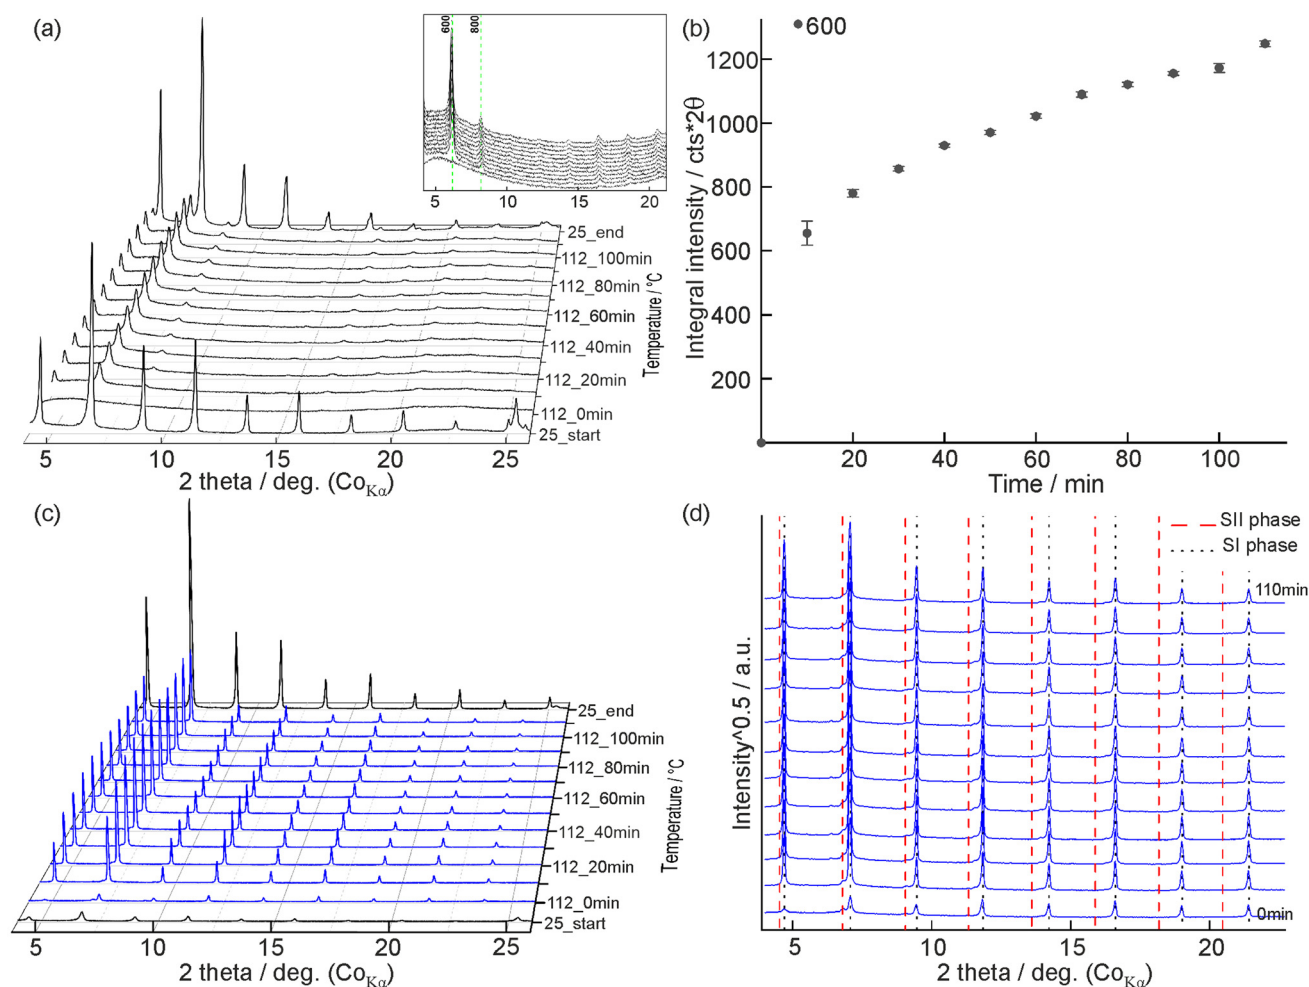 (a)
600
800
5
10
15
20
25_end
112_100min
112_80min
112_60min
112_40min
112_20min
112_0min
25_start
Temperature / °C
5
10
15
20
25
2 theta / deg. (CoKα)
(b)
600
1200
1000
800
600
400
200
Integral intensity / cts*2θ
20
40
60
80
100
Time / min
(c)
25_end
112_100min
112_80min
112_60min
112_40min
112_20min
112_0min
25_start
Temperature / °C
5
10
15
20
25
2 theta / deg. (CoKα)
(d)
SII phase
SI phase
110min
0min
Intensity^0.5 / a.u.
5
10
15
20
2 theta / deg. (CoKα)